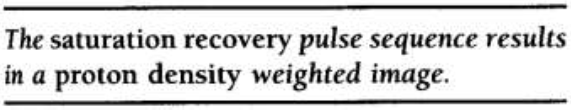 The saturation recovery pulse sequence results
in a proton density weighted image.